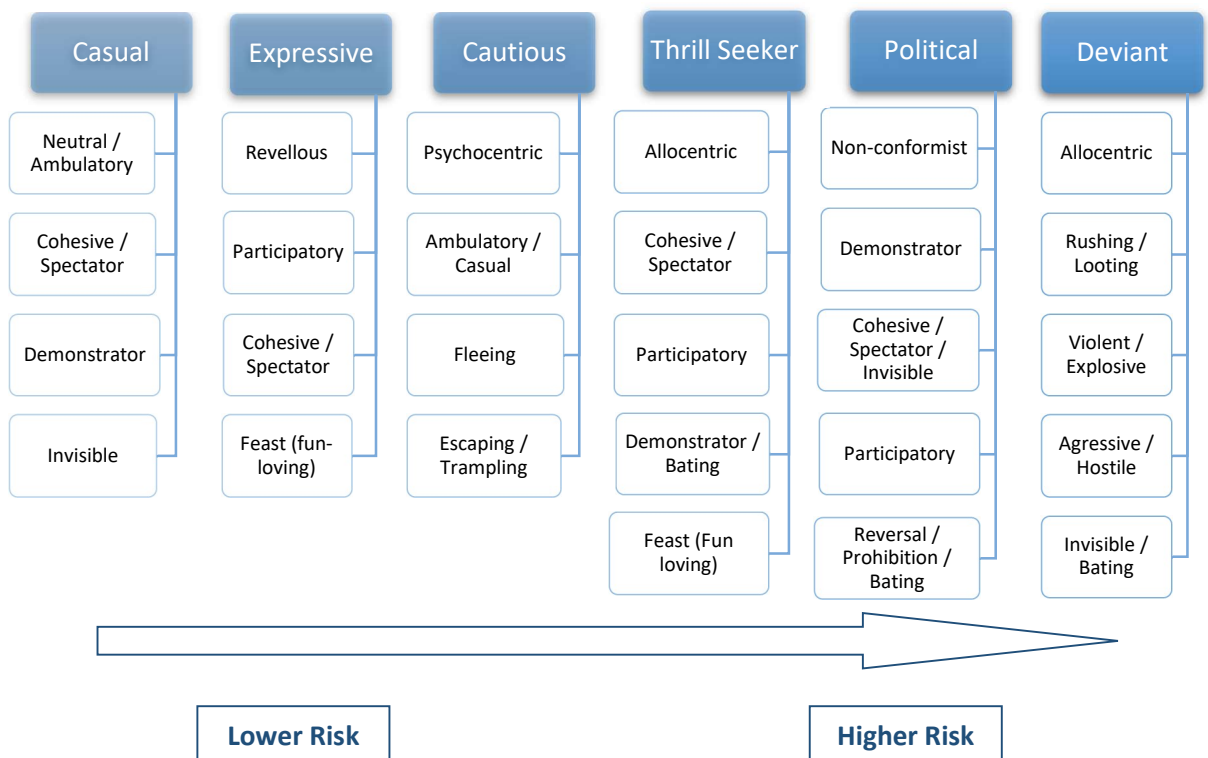 Casual
Neutral /
Ambulatory
Cohesive /
Spectator
Demonstrator
Invisible
Expressive
Revellous
Participatory
Cohesive /
Spectator
Feast (fun-
loving)
Cautious
Psychocentric
Ambulatory /
Casual
Fleeing
Escaping /
Trampling
Thrill Seeker
Allocentric
Cohesive /
Spectator
Participatory
Demonstrator /
Bating
Feast (Fun
loving)
Political
Non-conformist
Demonstrator
Cohesive /
Spectator /
Invisible
Participatory
Reversal /
Prohibition /
Bating
Deviant
Allocentric
Rushing /
Looting
Violent /
Explosive
Agressive /
Hostile
Invisible /
Bating
Lower Risk
Higher Risk